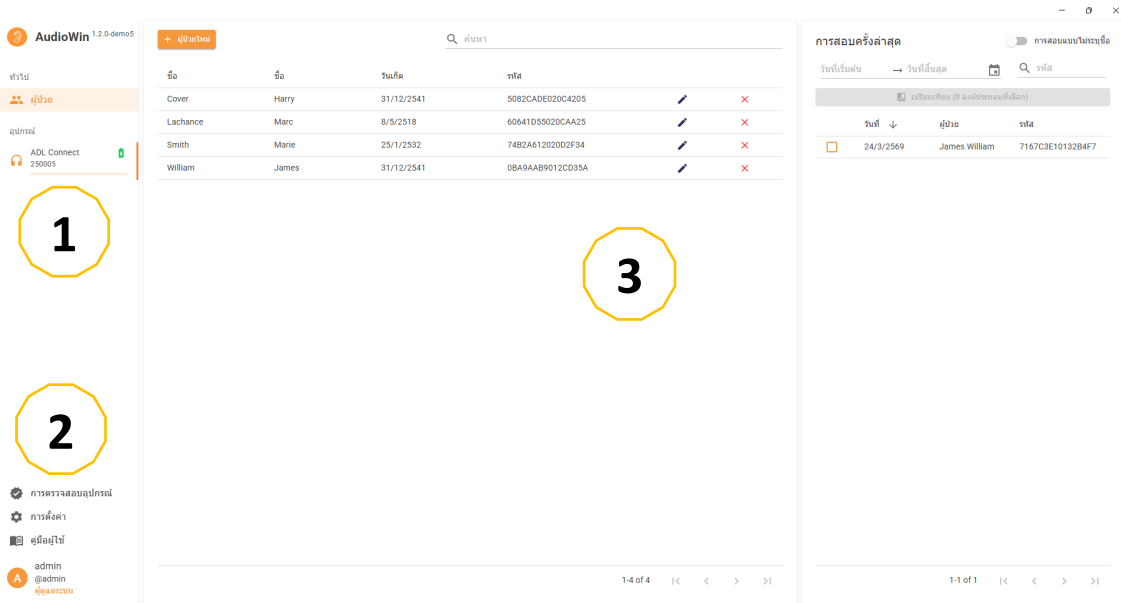 AudioWin 1.2.0-demo5
ทั่วไป
ผู้ป่วย
อุปกรณ์
ADL Connect
250005
1
2
การตรวจสอบอุปกรณ์
การตั้งค่า
คู่มือผู้ใช้
A
admin
@admin
ผู้ดูแลระบบ
+ ผู้ป่วยใหม่
ค้นหา
ชื่อ ชื่อ วันเกิด รหัส
Cover Harry 31/12/2541 5082CADE020C4205
Lachance Marc 8/5/2518 60641D55020CAA25
Smith Marie 25/1/2532 74B2A612020D2F34
William James 31/12/2541 0BA9AAB9012CD35A
3
1-4 of 4
การสอบครั้งล่าสุด
การสอบแบบไม่ระบุชื่อ
วันที่เริ่มต้น → วันที่สิ้นสุด
รหัส
เปรียบเทียบ (0 องค์ประกอบที่เลือก)
วันที่ ↓ ผู้ป่วย รหัส
24/3/2569 James William 7167C3E10132B4F7
1-1 of 1